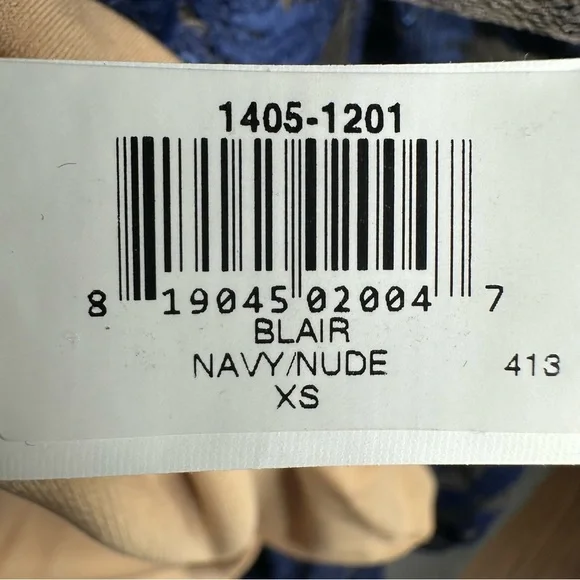 1405-1201
8 19045 02004 7
BLAIR
NAVY/NUDE 413
XS